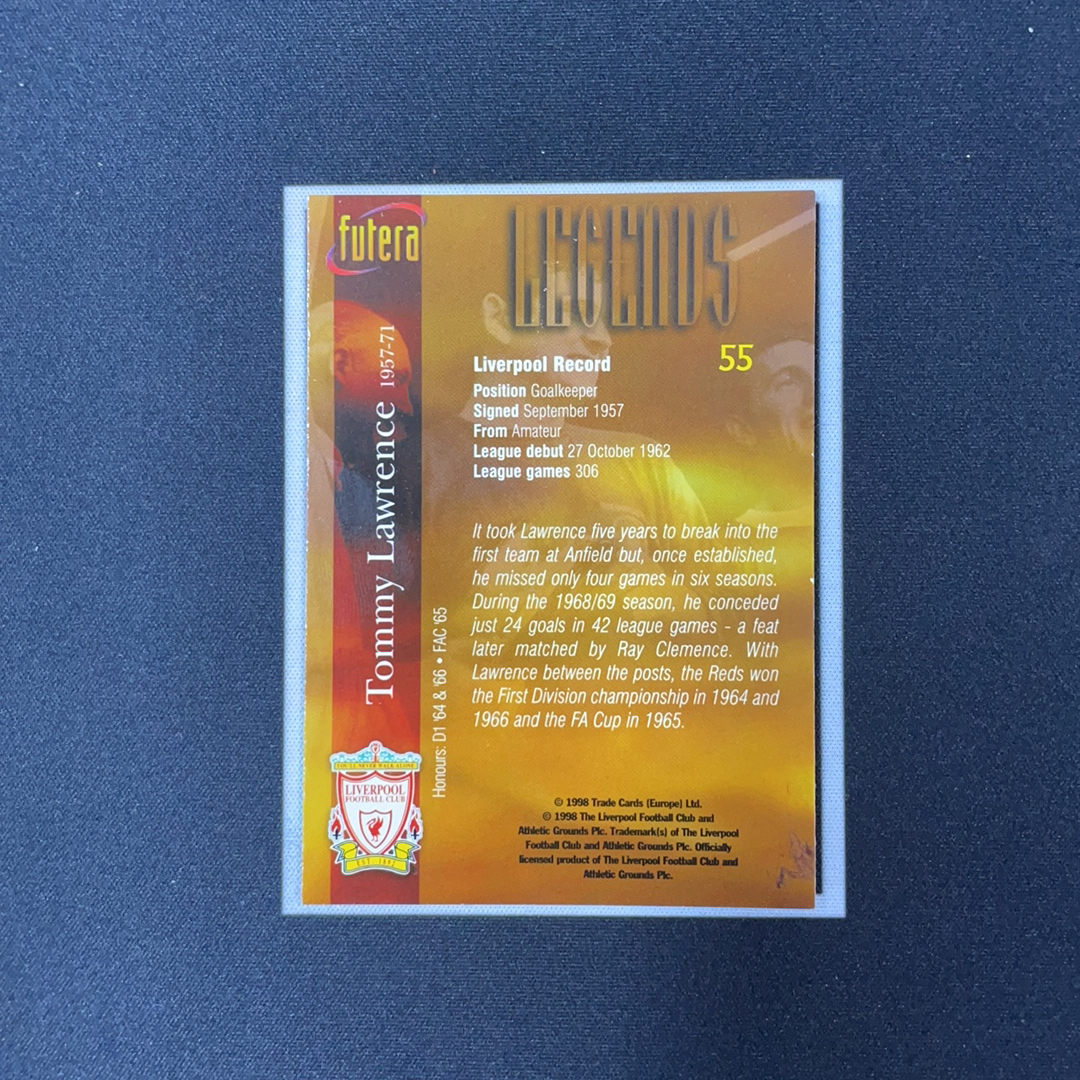 futera
LEGENDS
55
Tommy Lawrence 1957-71
Honours: D1 '64 & '66 • FAC '65
Liverpool Record
Position Goalkeeper
Signed September 1957
From Amateur
League debut 27 October 1962
League games 306
It took Lawrence five years to break into the
first team at Anfield but, once established,
he missed only four games in six seasons.
During the 1968/69 season, he conceded
just 24 goals in 42 league games - a feat
later matched by Ray Clemence. With
Lawrence between the posts, the Reds won
the First Division championship in 1964 and
1966 and the FA Cup in 1965.
YOU'LL NEVER WALK ALONE
LIVERPOOL
FOOTBALL CLUB
EST 1892
© 1998 Trade Cards (Europe) Ltd.
© 1998 The Liverpool Football Club and
Athletic Grounds Plc. Trademark(s) of The Liverpool
Football Club and Athletic Grounds Plc. Officially
licensed product of The Liverpool Football Club and
Athletic Grounds Plc.